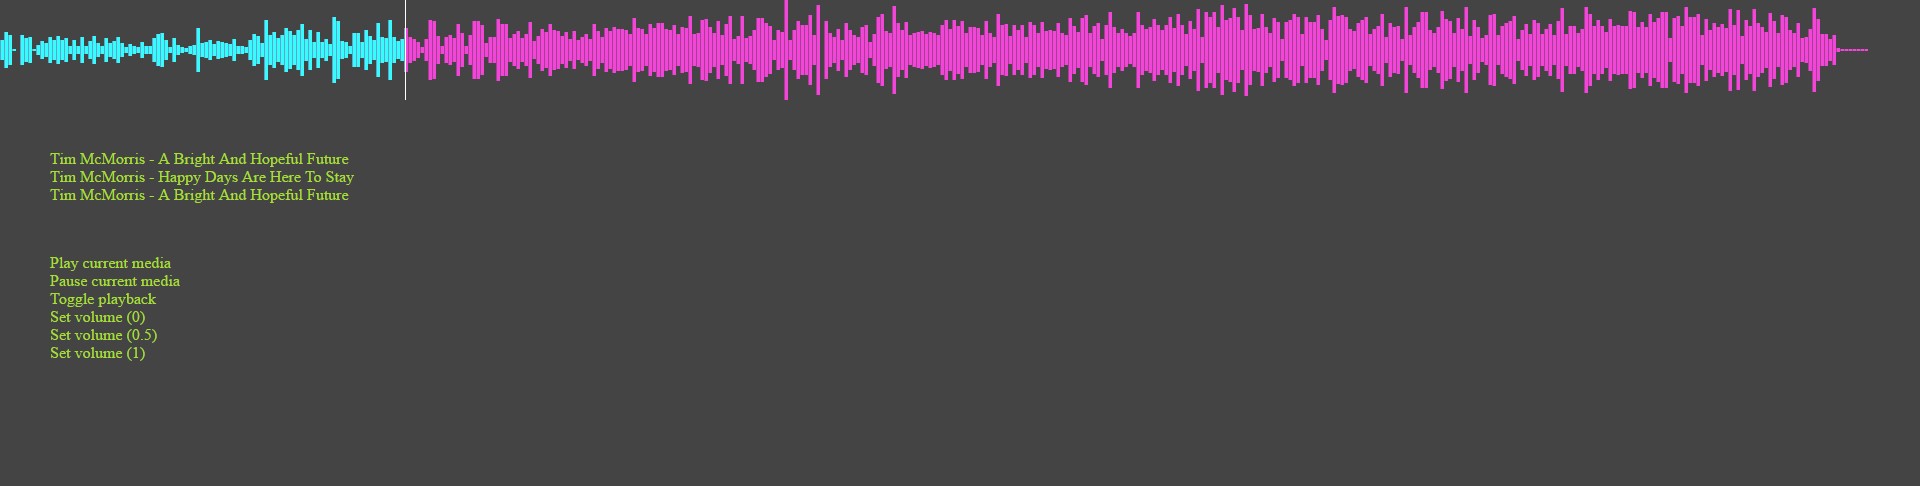 Tim McMorris - A Bright And Hopeful Future
Tim McMorris - Happy Days Are Here To Stay
Tim McMorris - A Bright And Hopeful Future
Play current media
Pause current media
Toggle playback
Set volume (0)
Set volume (0.5)
Set volume (1)